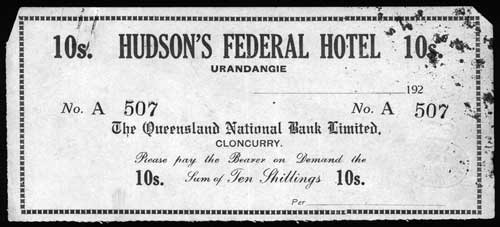 10s. HUDSON'S FEDERAL HOTEL 10s.
URANDANGIE
192
No. A 507 No. A 507
The Queensland National Bank Limited,
CLONCURRY.
Please pay the Bearer on Demand the
10s. Sum of Ten Shillings 10s.
Per